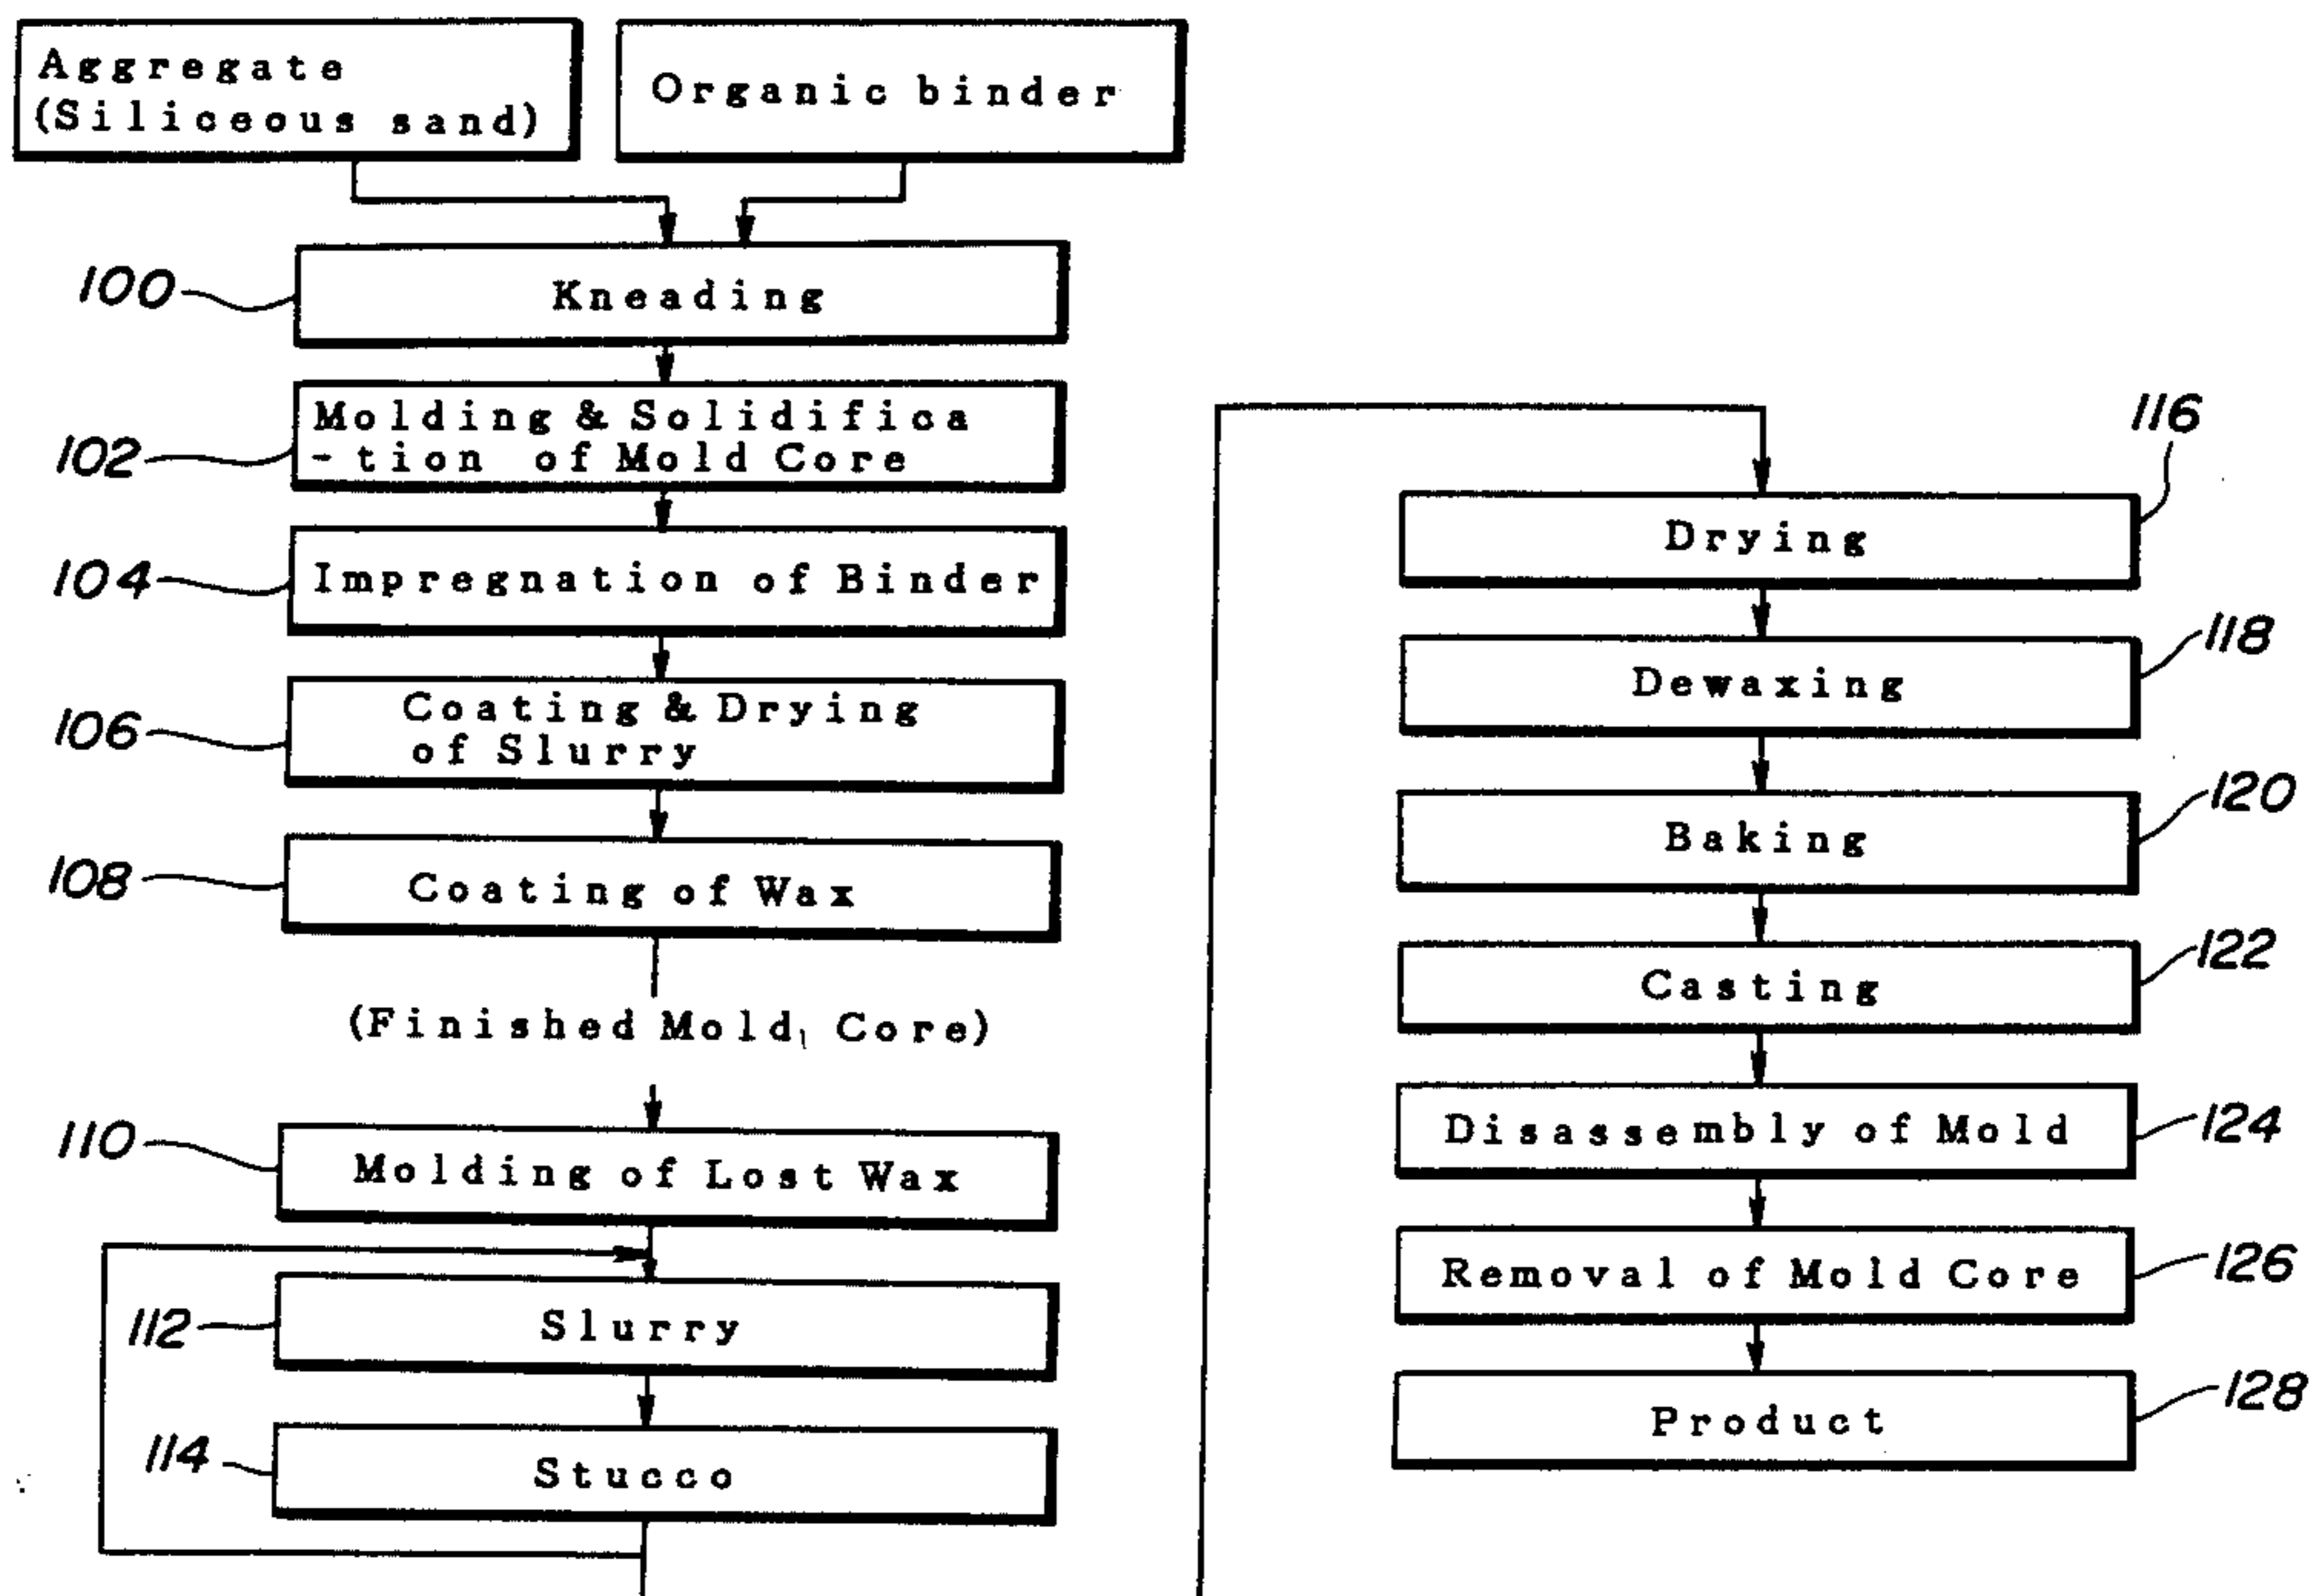 Aggregate
(Siliceous sand)
Organic binder
100
Kneading
102
Molding & Solidifica
-tion of Mold Core
104
Impregnation of Binder
106
Coating & Drying
of Slurry
108
Coating of Wax
(Finished Mold Core)
110
Molding of Lost Wax
112
Slurry
114
Stucco
116
Drying
118
Dewaxing
120
Baking
122
Casting
124
Disassembly of Mold
126
Removal of Mold Core
128
Product